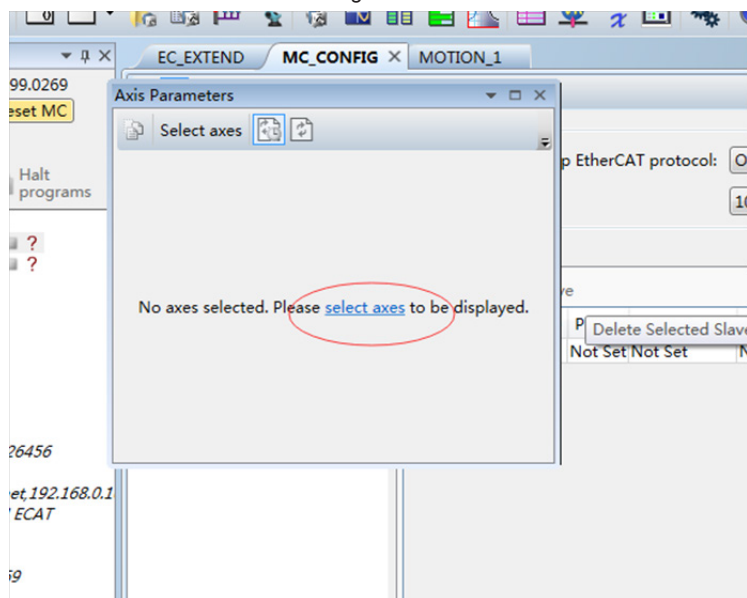 EC_EXTEND
MC_CONFIG
MOTION_1
99.0269
eset MC
Axis Parameters
Select axes
p EtherCAT protocol:
Halt
programs
10
?
?
No axes selected. Please select axes to be displayed.
ve
P
Delete Selected Slave
Not Set Not Set
N
26456
et,192.168.0.1
ECAT
59